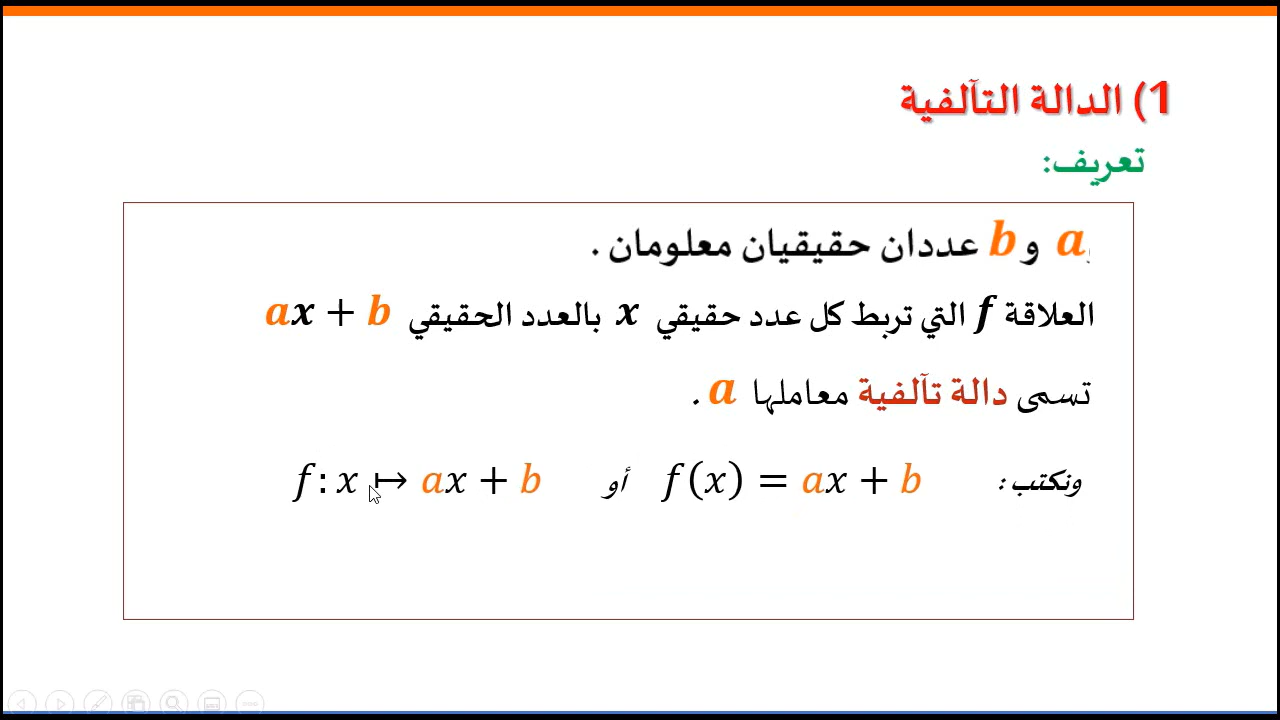 1) الدالة التآلفية
تعريف:
a و b عددان حقيقيان معلومان .
العلاقة f التي تربط كل عدد حقيقي x بالعدد الحقيقي ax + b
تسمى دالة تآلفية معاملها a .
ونكتب : f(x) = ax + b أو f: x ↦ ax + b